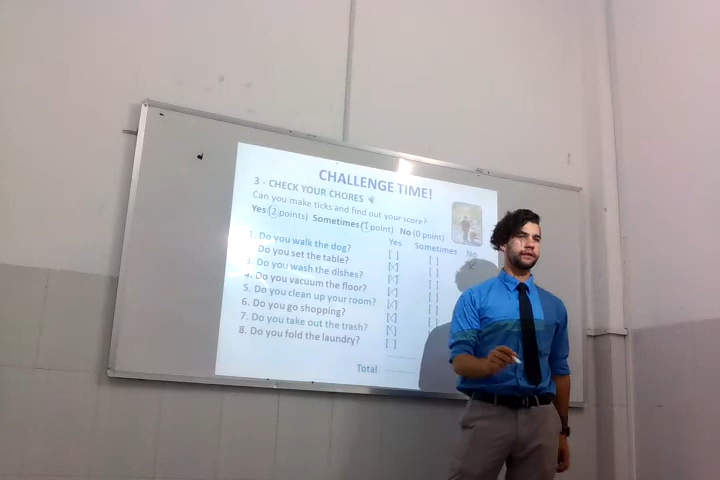 CHALLENGE TIME!
3 - CHECK YOUR CHORES
Can you make ticks and find out your score?
Yes (2 points) Sometimes (1 point) No (0 point)
Yes Sometimes No
1. Do you walk the dog? [ ] [ ]
Do you set the table? [x] [ ]
3. Do you wash the dishes? [x] [ ]
4. Do you vacuum the floor? [x] [ ]
5. Do you clean up your room? [x] [ ]
6. Do you go shopping? [x] [ ]
7. Do you take out the trash? [x]
8. Do you fold the laundry? [ ]
Total